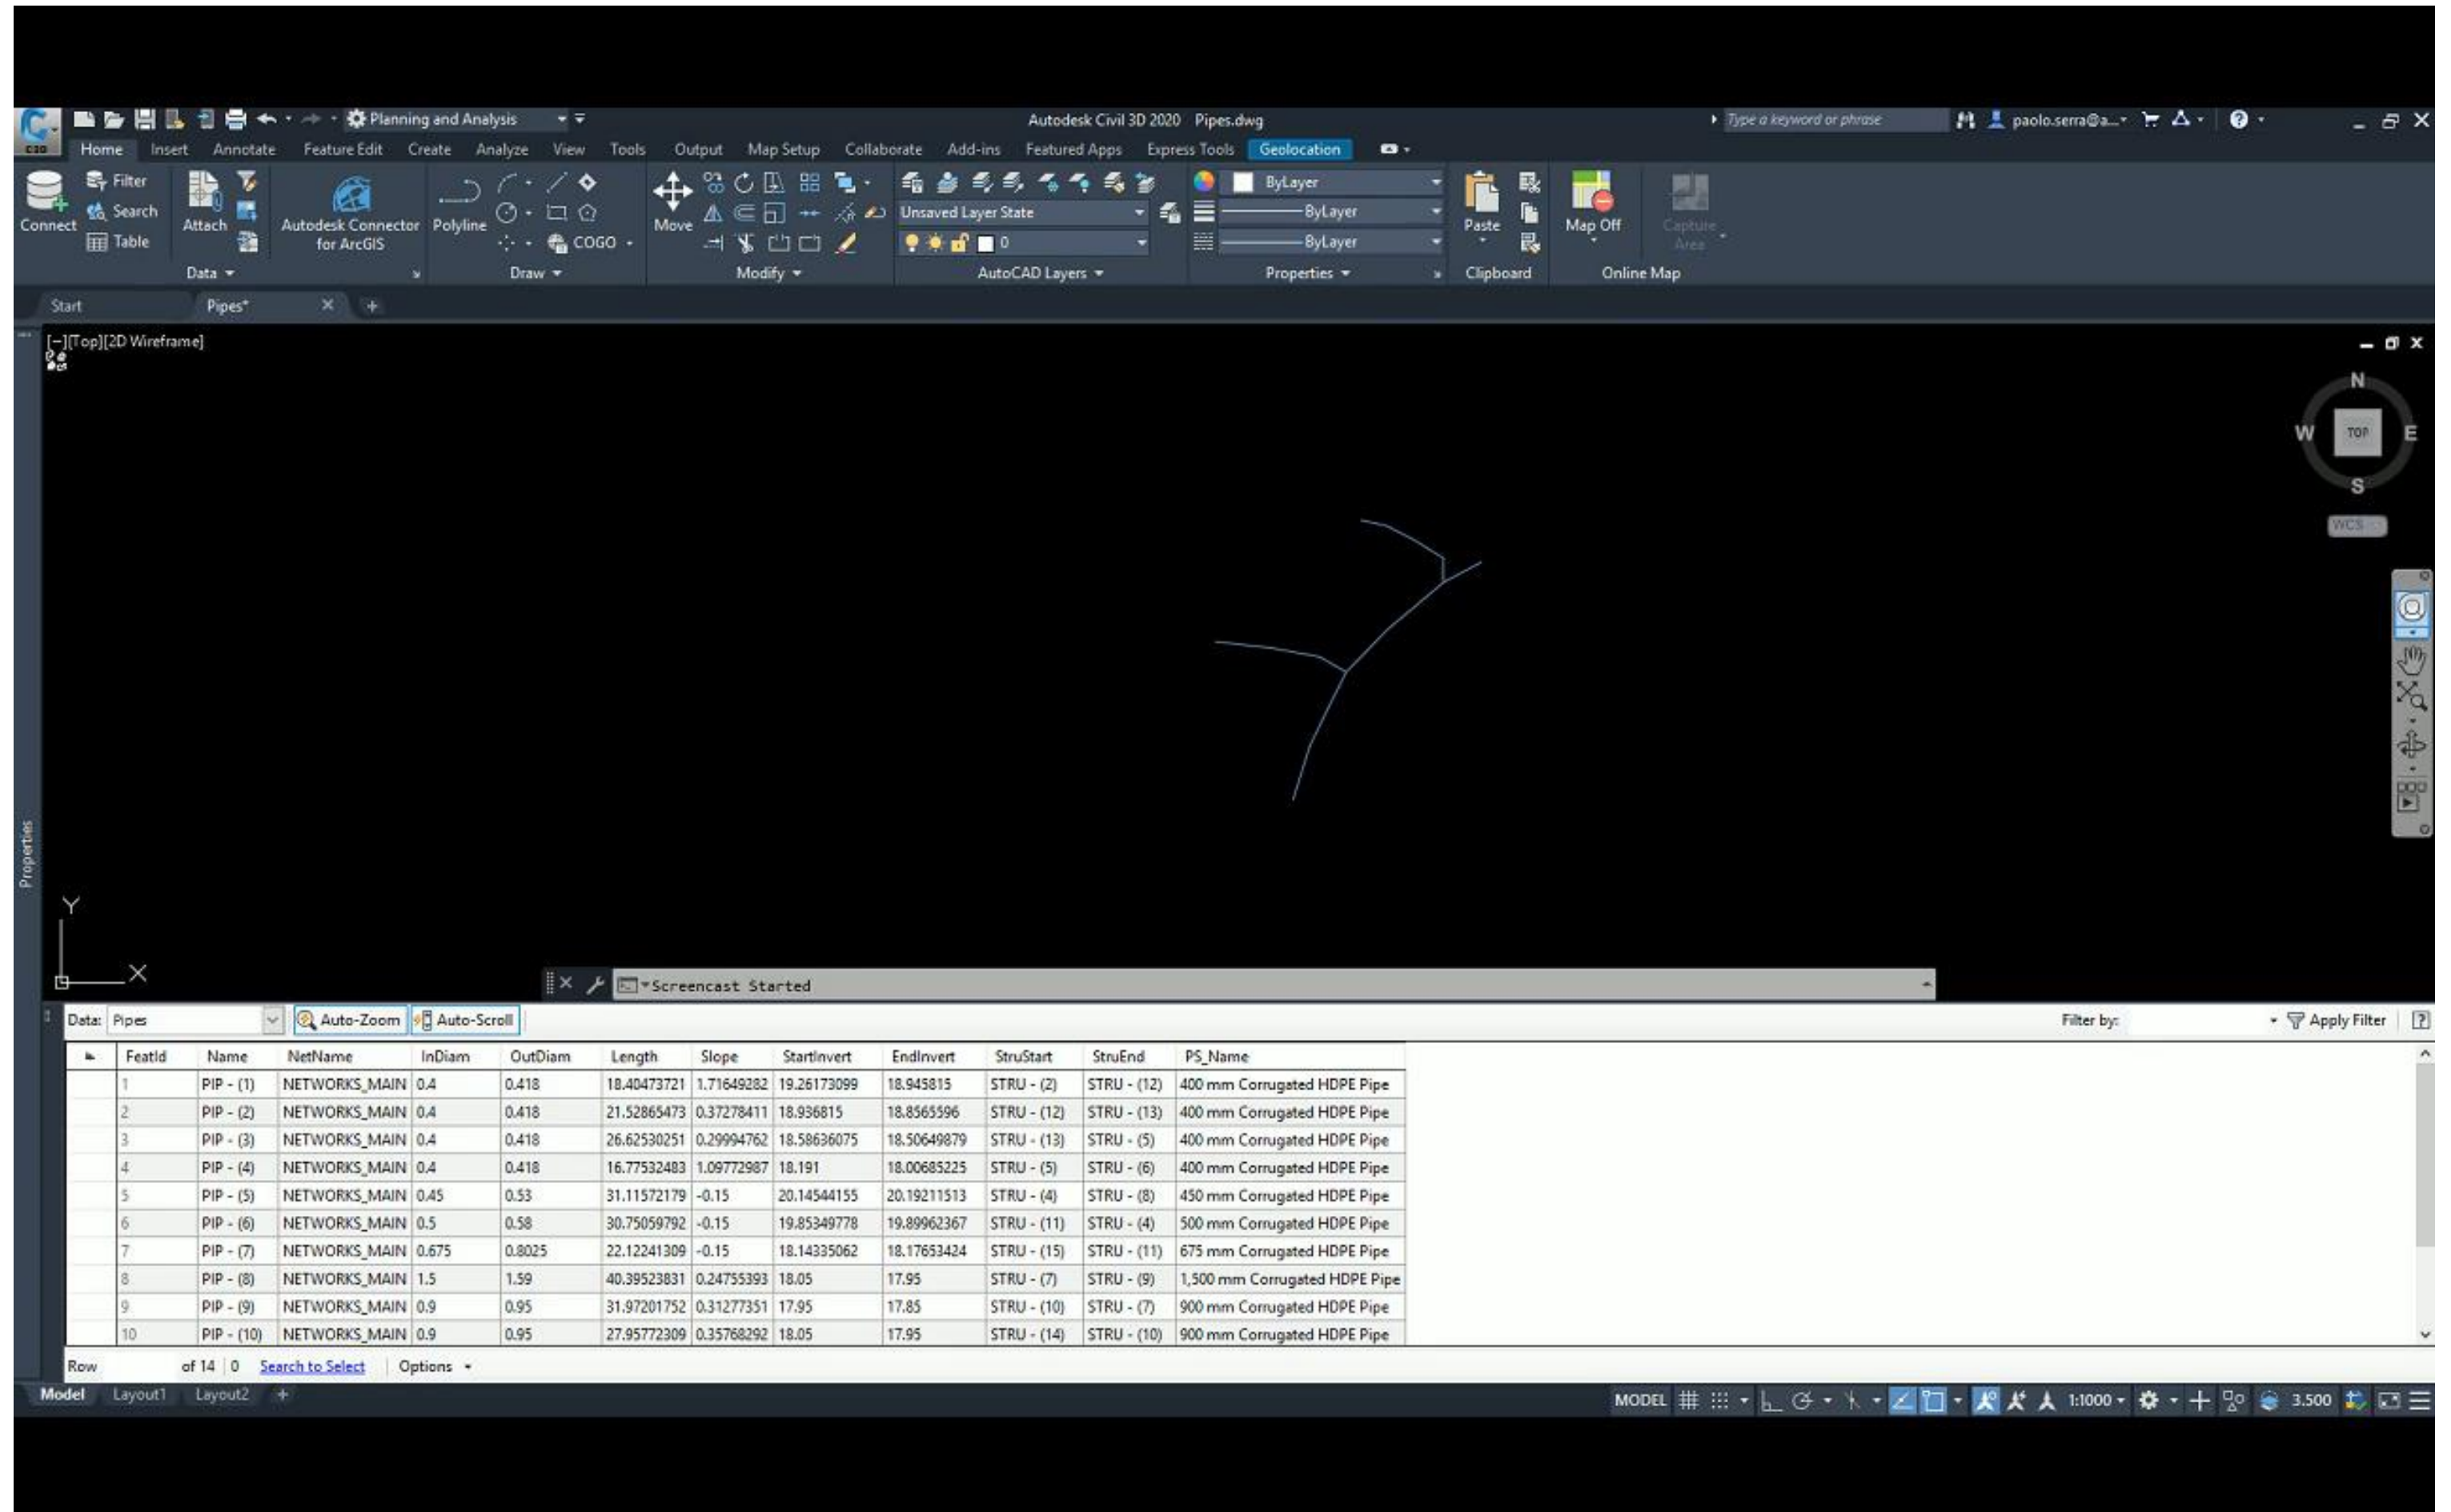 Planning and Analysis
Autodesk Civil 3D 2020 Pipes.dwg
Type a keyword or phrase
paolo.serra@a...
C3D
Home Insert Annotate Feature Edit Create Analyze View Tools Output Map Setup Collaborate Add-ins Featured Apps Express Tools Geolocation
Connect
Filter
Search
Table
Attach
Autodesk Connector
for ArcGIS
Polyline
COGO
Move
Unsaved Layer State
0
ByLayer
ByLayer
ByLayer
Paste
Map Off
Capture
Area
Data Draw Modify AutoCAD Layers Properties Clipboard Online Map
Start Pipes*
[-][Top][2D Wireframe]
N
W TOP E
S
WCS
Properties
Y
X
Screencast Started
Data: Pipes Auto-Zoom Auto-Scroll Filter by: Apply Filter
FeatId Name NetName InDiam OutDiam Length Slope StartInvert EndInvert StruStart StruEnd PS_Name
1 PIP - (1) NETWORKS_MAIN 0.4 0.418 18.40473721 1.71649282 19.26173099 18.945815 STRU - (2) STRU - (12) 400 mm Corrugated HDPE Pipe
2 PIP - (2) NETWORKS_MAIN 0.4 0.418 21.52865473 0.37278411 18.936815 18.8565596 STRU - (12) STRU - (13) 400 mm Corrugated HDPE Pipe
3 PIP - (3) NETWORKS_MAIN 0.4 0.418 26.62530251 0.29994762 18.58636075 18.50649879 STRU - (13) STRU - (5) 400 mm Corrugated HDPE Pipe
4 PIP - (4) NETWORKS_MAIN 0.4 0.418 16.77532483 1.09772987 18.191 18.00685225 STRU - (5) STRU - (6) 400 mm Corrugated HDPE Pipe
5 PIP - (5) NETWORKS_MAIN 0.45 0.53 31.11572179 -0.15 20.14544155 20.19211513 STRU - (4) STRU - (8) 450 mm Corrugated HDPE Pipe
6 PIP - (6) NETWORKS_MAIN 0.5 0.58 30.75059792 -0.15 19.85349778 19.89962367 STRU - (11) STRU - (4) 500 mm Corrugated HDPE Pipe
7 PIP - (7) NETWORKS_MAIN 0.675 0.8025 22.12241309 -0.15 18.14335062 18.17653424 STRU - (15) STRU - (11) 675 mm Corrugated HDPE Pipe
8 PIP - (8) NETWORKS_MAIN 1.5 1.59 40.39523831 0.24755393 18.05 17.95 STRU - (7) STRU - (9) 1,500 mm Corrugated HDPE Pipe
9 PIP - (9) NETWORKS_MAIN 0.9 0.95 31.97201752 0.31277351 17.95 17.85 STRU - (10) STRU - (7) 900 mm Corrugated HDPE Pipe
10 PIP - (10) NETWORKS_MAIN 0.9 0.95 27.95772309 0.35768292 18.05 17.95 STRU - (14) STRU - (10) 900 mm Corrugated HDPE Pipe
Row of 14 0 Search to Select Options
Model Layout1 Layout2 + MODEL 1:1000 3.500